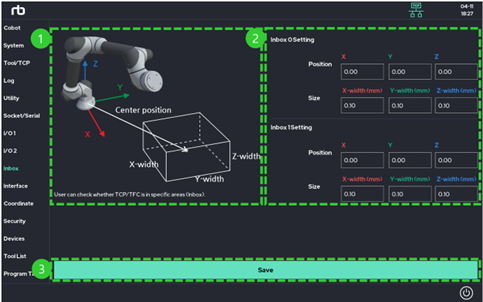 rb
04-11
18:27
Cobot
System
Tool/TCP
Log
Utility
Socket/Serial
I/O 1
I/O 2
Inbox
Interface
Coordinate
Security
Devices
Tool List
Program Ta
1
Z
Y
X
Center position
X-width
Y-width
Z-width
User can check whether TCP/TFC is in specific areas (Inbox).
2
Inbox 0 Setting
X Y Z
Position 0.00 0.00 0.00
X-width (mm) Y-width (mm) Z-width (mm)
Size 0.10 0.10 0.10
Inbox 1 Setting
X Y Z
Position 0.00 0.00 0.00
X-width (mm) Y-width (mm) Z-width (mm)
Size 0.10 0.10 0.10
3
Save